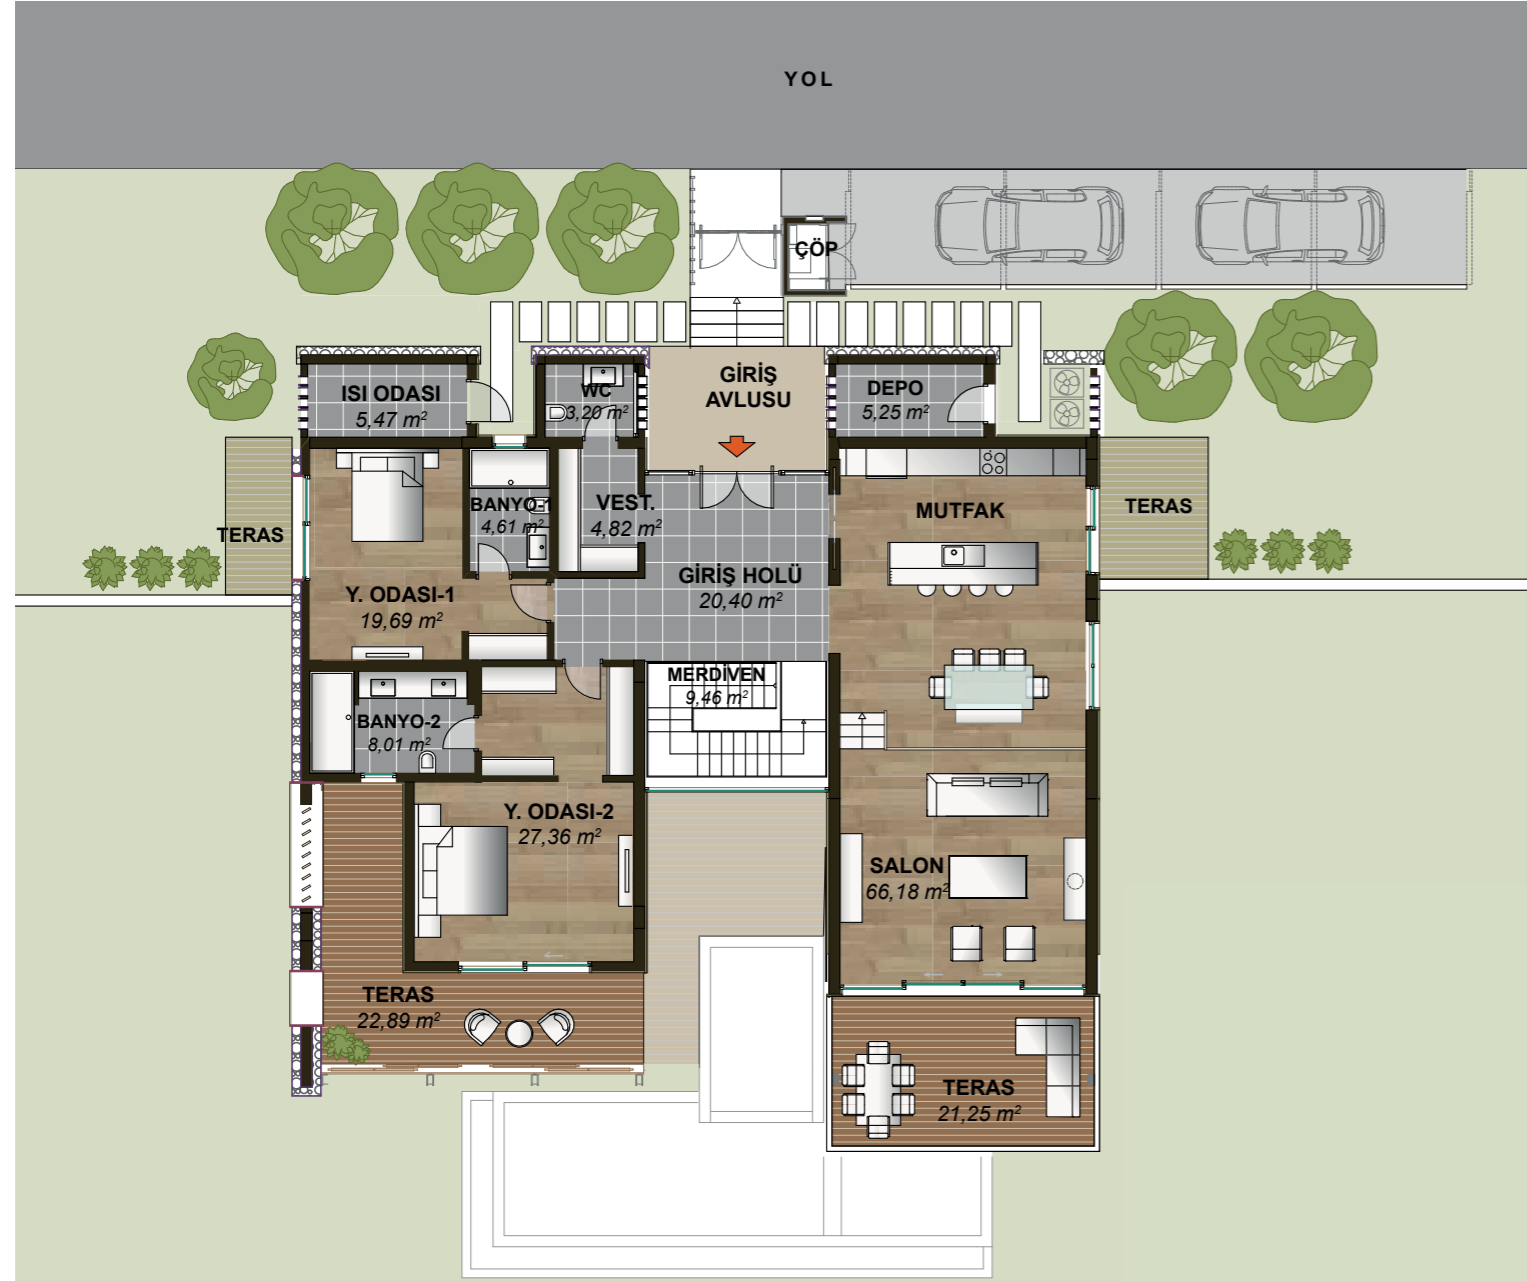 YOL
ÇÖP
GİRİŞ
AVLUSU
ISI ODASI
5,47 m²
WC
3,20 m²
DEPO
5,25 m²
BANYO-1
4,61 m²
VEST.
4,82 m²
MUTFAK
TERAS
TERAS
GİRİŞ HOLÜ
20,40 m²
Y. ODASI-1
19,69 m²
MERDİVEN
9,46 m²
BANYO-2
8,01 m²
Y. ODASI-2
27,36 m²
SALON
66,18 m²
TERAS
22,89 m²
TERAS
21,25 m²